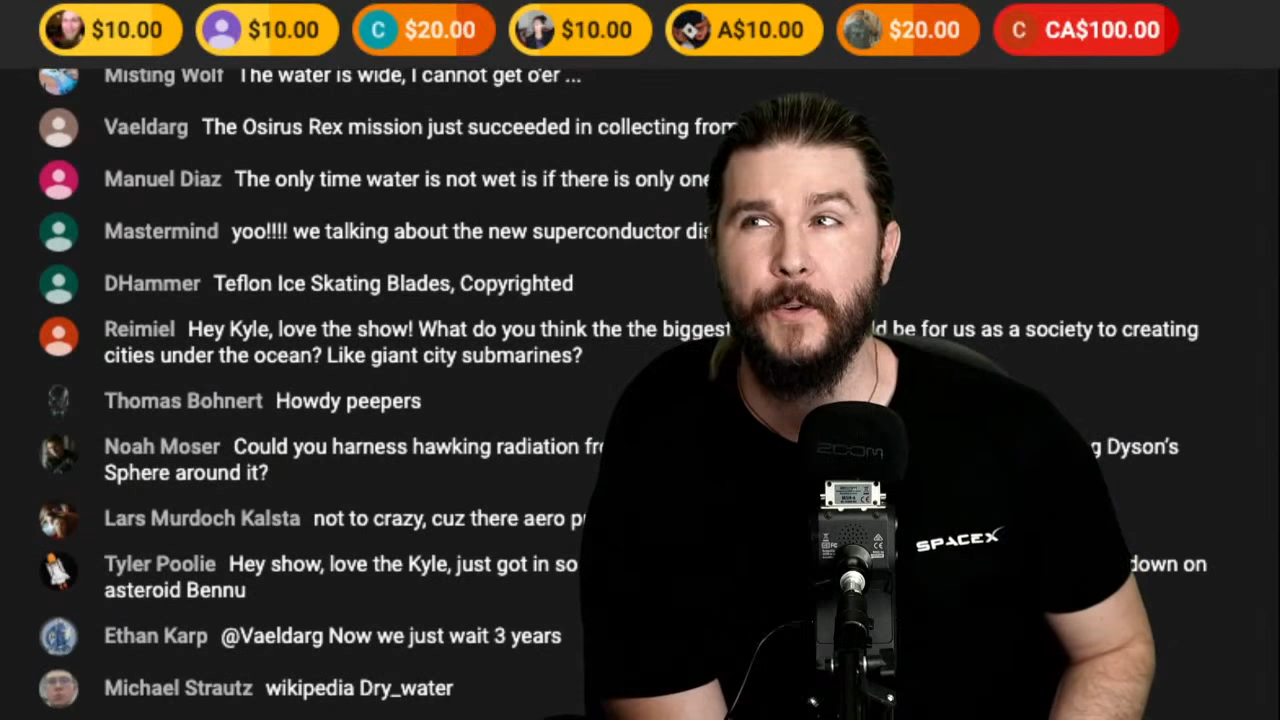 $10.00 $10.00 C $20.00 $10.00 A$10.00 $20.00 C CA$100.00
Misting Wolf The water is wide, I cannot get o'er ...
Vaeldarg The Osirus Rex mission just succeeded in collecting from
Manuel Diaz The only time water is not wet is if there is only one
Mastermind yoo!!!! we talking about the new superconductor
DHammer Teflon Ice Skating Blades, Copyrighted
Reimiel Hey Kyle, love the show! What do you think the the biggest be for us as a society to creating
cities under the ocean? Like giant city submarines?
Thomas Bohnert Howdy peepers
Noah Moser Could you harness hawking radiation Dyson's
Sphere around it?
Lars Murdoch Kalsta not to crazy, cuz there aero
Tyler Poolie Hey show, love the Kyle, just got in so down on
asteroid Bennu
Ethan Karp @Vaeldarg Now we just wait 3 years
Michael Strautz wikipedia Dry_water
ZOOM
SPACEX